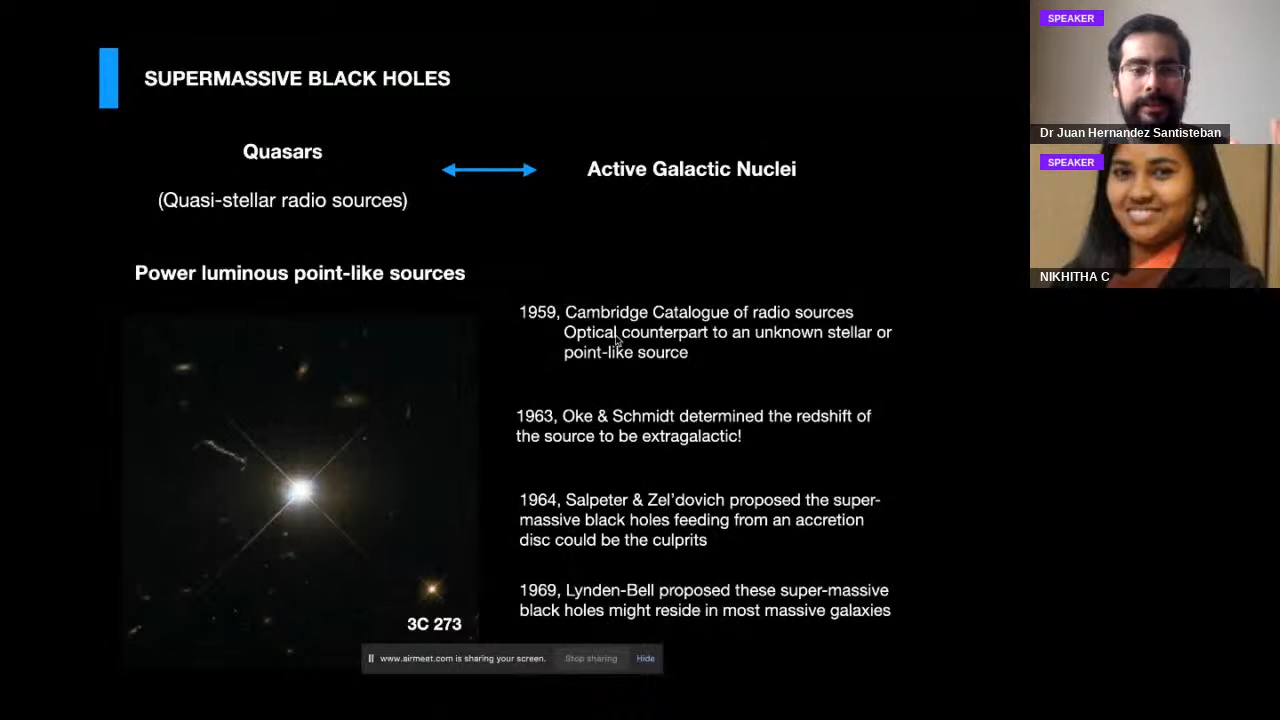 SUPERMASSIVE BLACK HOLES
Quasars
(Quasi-stellar radio sources)
Active Galactic Nuclei
Power luminous point-like sources
1959, Cambridge Catalogue of radio sources
Optical counterpart to an unknown stellar or
point-like source
1963, Oke & Schmidt determined the redshift of
the source to be extragalactic!
1964, Salpeter & Zel’dovich proposed the super-
massive black holes feeding from an accretion
disc could be the culprits
1969, Lynden-Bell proposed these super-massive
black holes might reside in most massive galaxies
3C 273
www.airmeet.com is sharing your screen.
Stop sharing
Hide
SPEAKER
Dr Juan Hernandez Santisteban
SPEAKER
NIKHITHA C